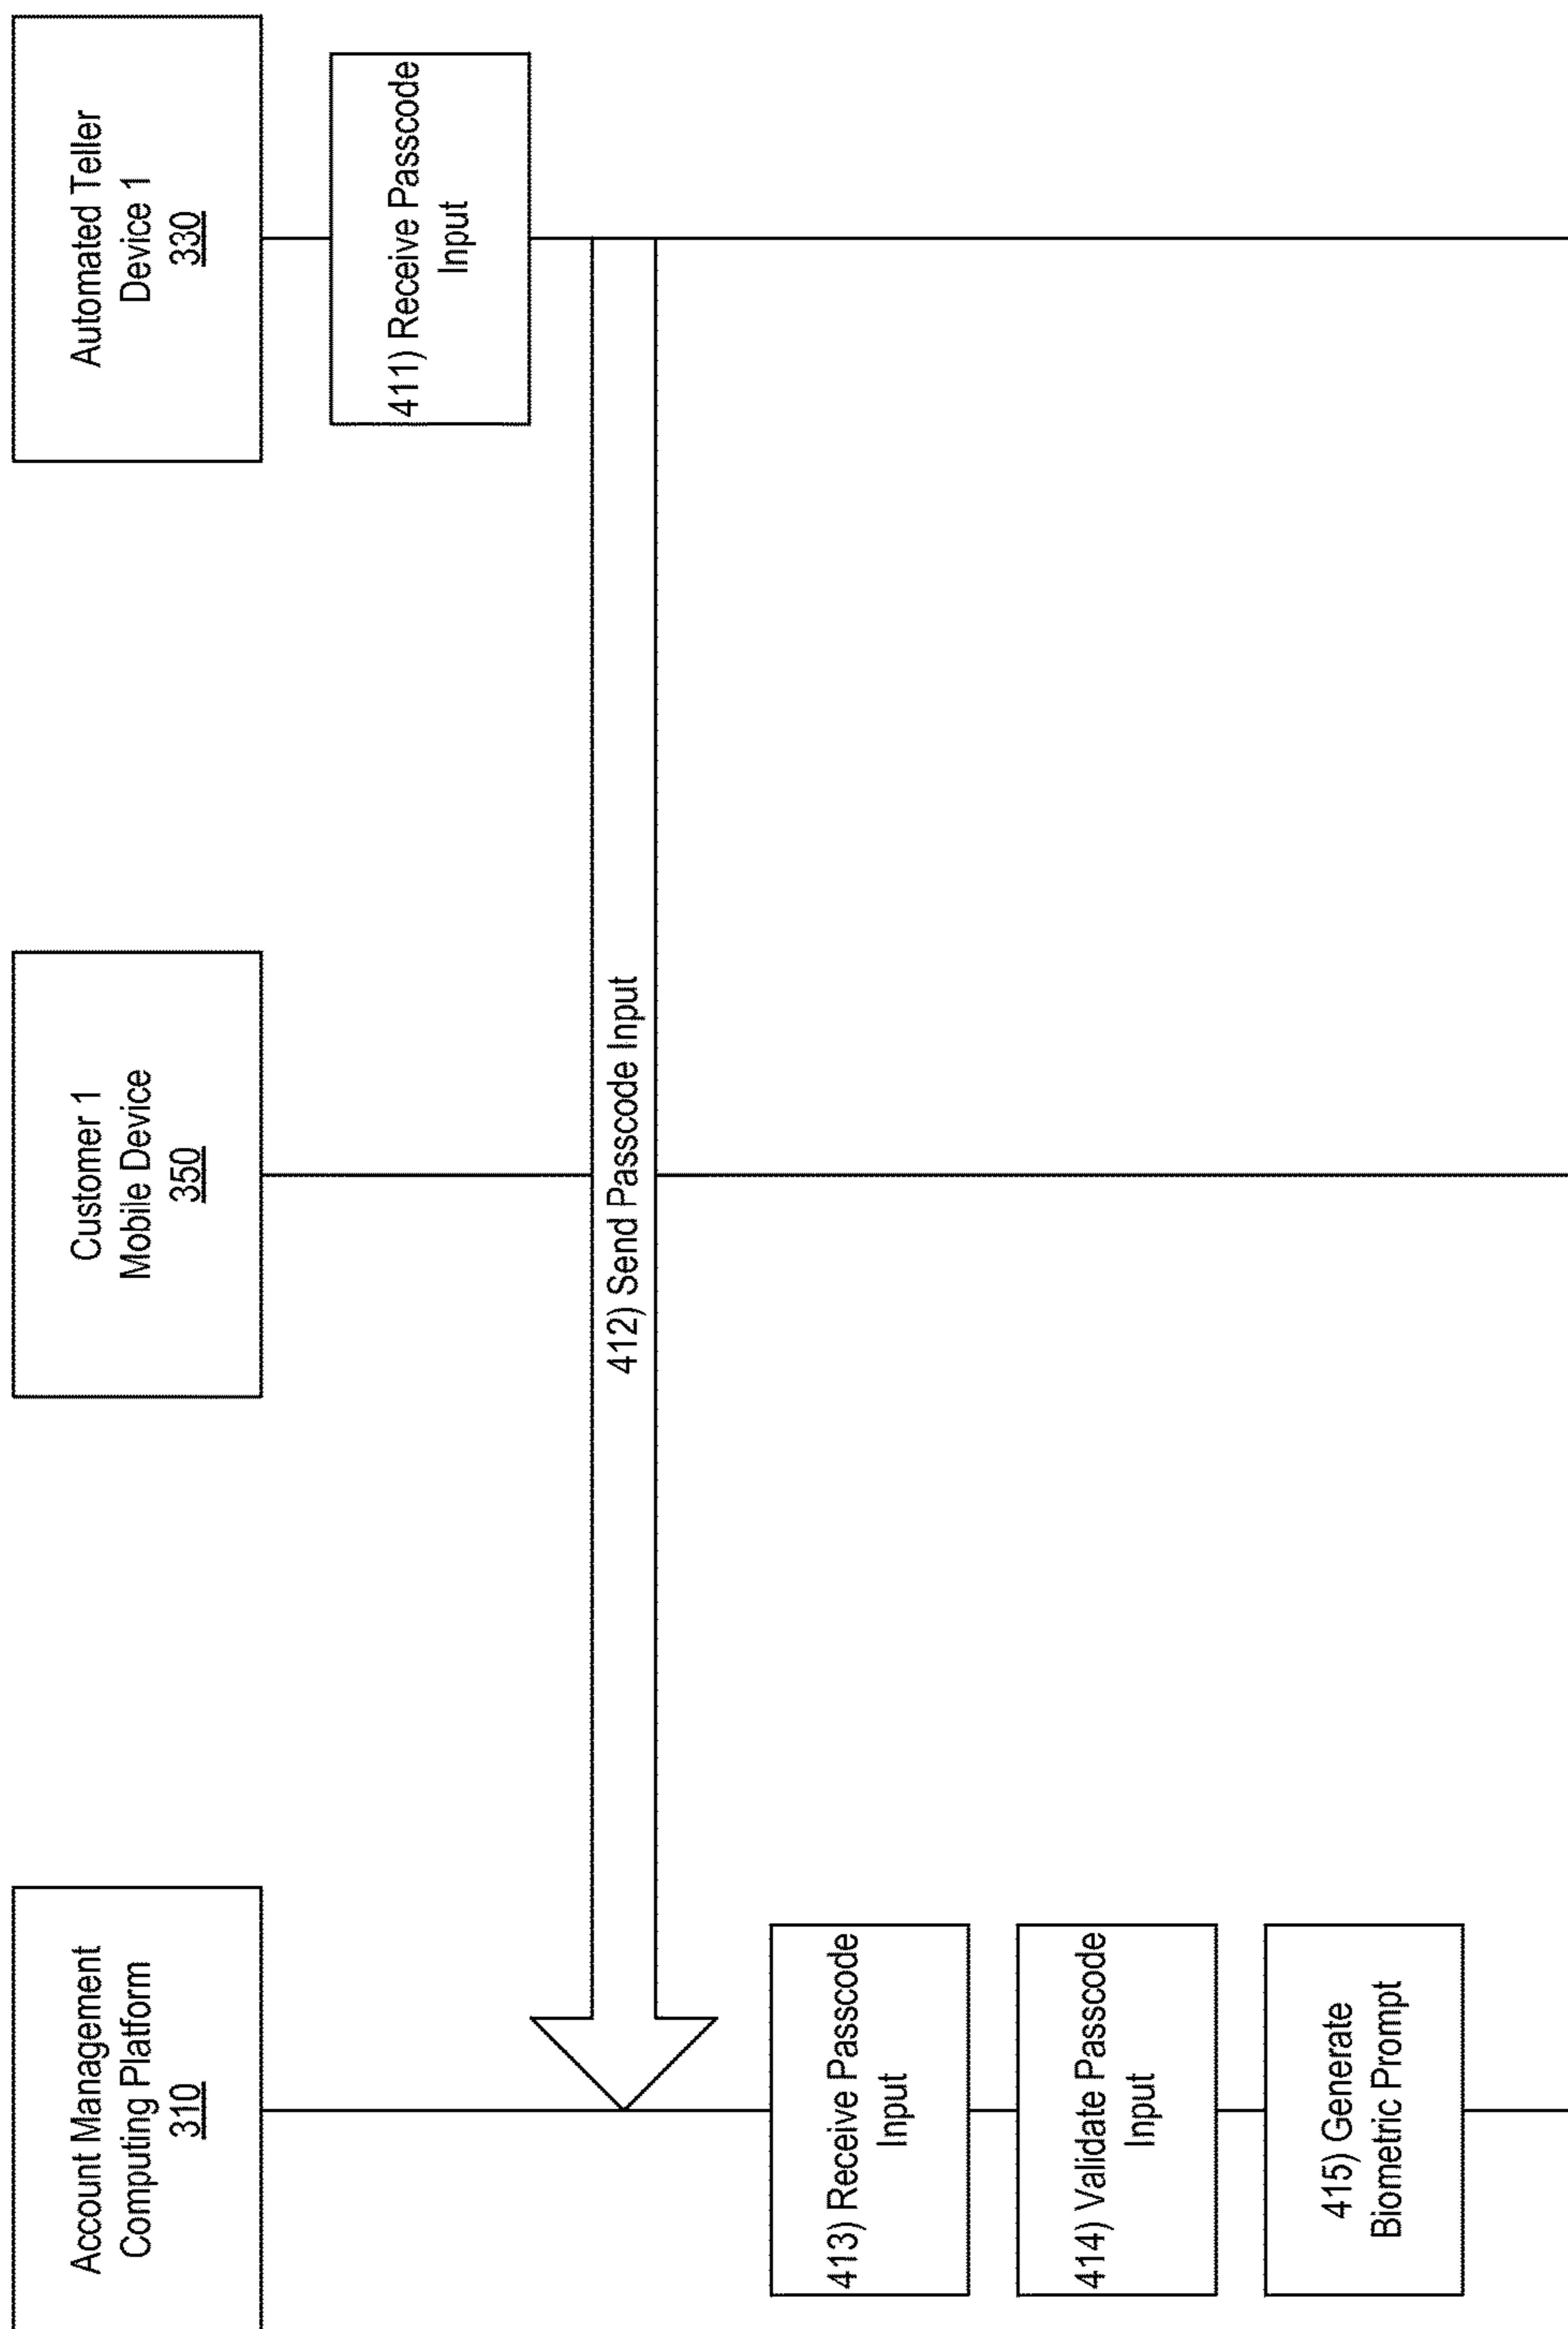 Account Management
Computing Platform
310
Customer 1
Mobile Device
350
Automated Teller
Device 1
330
411) Receive Passcode
Input
412) Send Passcode Input
413) Receive Passcode
Input
414) Validate Passcode
Input
415) Generate
Biometric Prompt